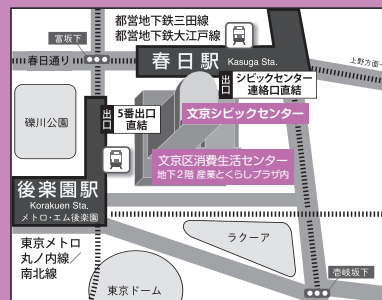 都営地下鉄三田線
都営地下鉄大江戸線
富坂下
春日通り
春日駅 Kasuga Sta.
上野方面→
出口
シビックセンター
連絡口直結
礫川公園
出口
5番出口
直結
文京シビックセンター
文京区消費生活センター
地下2階 産業とくらしプラザ内
後楽園駅
Korakuen Sta.
メトロ・エム後楽園
東京メトロ
丸ノ内線/
南北線
ラクーア
壱岐坂下
東京ドーム